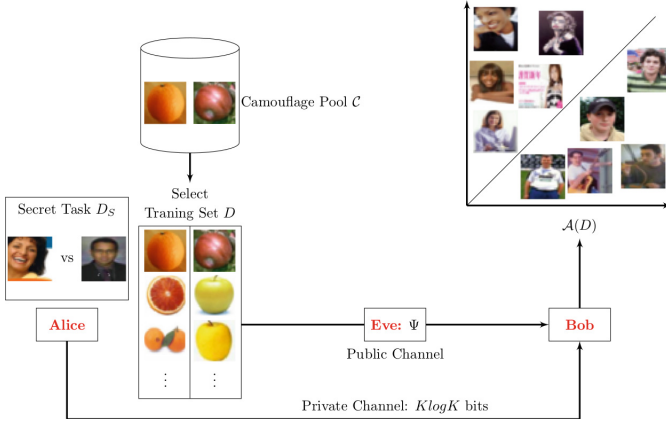 Camouflage Pool C
Select
Traning Set D
Secret Task D_S
vs
Alice
⋮ ⋮
Eve: Ψ
Public Channel
Bob
A(D)
Private Channel: KlogK bits